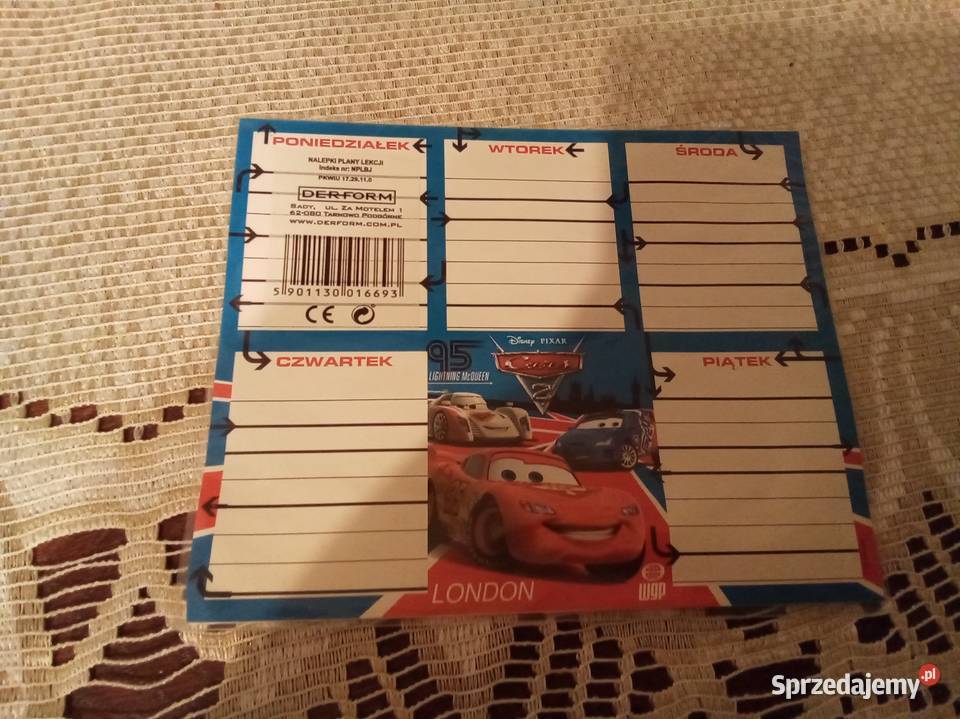 PONIEDZIAŁEK
NALEPKI PLANY LEKCJI
Indeks nr: NPLBJ
PKWIU 17.29.11.0
DERFORM
SADY, UL. ZA MOTELEM 1
62-080 TARNOWO PODGÓRNE
WWW.DERFORM.COM.PL
5 901130 016693
CE
WTOREK
ŚRODA
CZWARTEK
95
LIGHTNING McQUEEN
Disney · PIXAR
Cars
2
LONDON
WGP
PIĄTEK
Sprzedajemy.pl